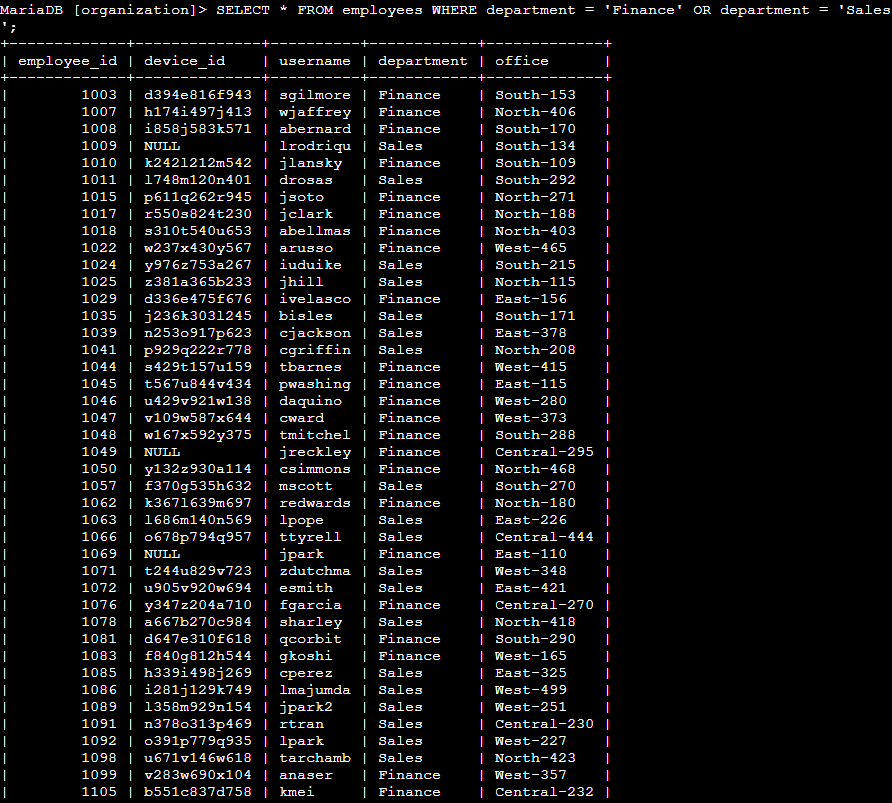 MariaDB [organization]> SELECT * FROM employees WHERE department = 'Finance' OR department = 'Sales
';
+-------------+--------------+----------+------------+-------------+
| employee_id | device_id    | username | department | office      |
+-------------+--------------+----------+------------+-------------+
|        1003 | d394e816f943 | sgilmore | Finance    | South-153   |
|        1007 | h174i497j413 | wjaffrey | Finance    | North-406   |
|        1008 | i858j583k571 | abernard | Finance    | South-170   |
|        1009 | NULL         | lrodriqu | Sales      | South-134   |
|        1010 | k242l212m542 | jlansky  | Finance    | South-109   |
|        1011 | l748m120n401 | drosas   | Sales      | South-292   |
|        1015 | p611q262r945 | jsoto    | Finance    | North-271   |
|        1017 | r550s824t230 | jclark   | Finance    | North-188   |
|        1018 | s310t540u653 | abellmas | Finance    | North-403   |
|        1022 | w237x430y567 | arusso   | Finance    | West-465    |
|        1024 | y976z753a267 | iuduike  | Sales      | South-215   |
|        1025 | z381a365b233 | jhill    | Sales      | North-115   |
|        1029 | d336e475f676 | ivelasco | Finance    | East-156    |
|        1035 | j236k303l245 | bisles   | Sales      | South-171   |
|        1039 | n253o917p623 | cjackson | Sales      | East-378    |
|        1041 | p929q222r778 | cgriffin | Sales      | North-208   |
|        1044 | s429t157u159 | tbarnes  | Finance    | West-415    |
|        1045 | t567u844v434 | pwashing | Finance    | East-115    |
|        1046 | u429v921w138 | daquino  | Finance    | West-280    |
|        1047 | v109w587x644 | cward    | Finance    | West-373    |
|        1048 | w167x592y375 | tmitchel | Finance    | South-288   |
|        1049 | NULL         | jreckley | Finance    | Central-295 |
|        1050 | y132z930a114 | csimmons | Finance    | North-468   |
|        1057 | f370g535h632 | mscott   | Sales      | South-270   |
|        1062 | k367l639m697 | redwards | Finance    | North-180   |
|        1063 | l686m140n569 | lpope    | Sales      | East-226    |
|        1066 | o678p794q957 | ttyrell  | Sales      | Central-444 |
|        1069 | NULL         | jpark    | Finance    | East-110    |
|        1071 | t244u829v723 | zdutchma | Sales      | West-348    |
|        1072 | u905v920w694 | esmith   | Sales      | East-421    |
|        1076 | y347z204a710 | fgarcia  | Finance    | Central-270 |
|        1078 | a667b270c984 | sharley  | Sales      | North-418   |
|        1081 | d647e310f618 | qcorbit  | Finance    | South-290   |
|        1083 | f840g812h544 | gkoshi   | Finance    | West-165    |
|        1085 | h339i498j269 | cperez   | Sales      | East-325    |
|        1086 | i281j129k749 | lmajumda | Sales      | West-499    |
|        1089 | l358m929n154 | jpark2   | Sales      | West-251    |
|        1091 | n378o313p469 | rtran    | Sales      | Central-230 |
|        1092 | o391p779q935 | lpark    | Sales      | West-227    |
|        1098 | u671v146w618 | tarchamb | Sales      | North-423   |
|        1099 | v283w690x104 | anaser   | Finance    | West-357    |
|        1105 | b551c837d758 | kmei     | Finance    | Central-232 |